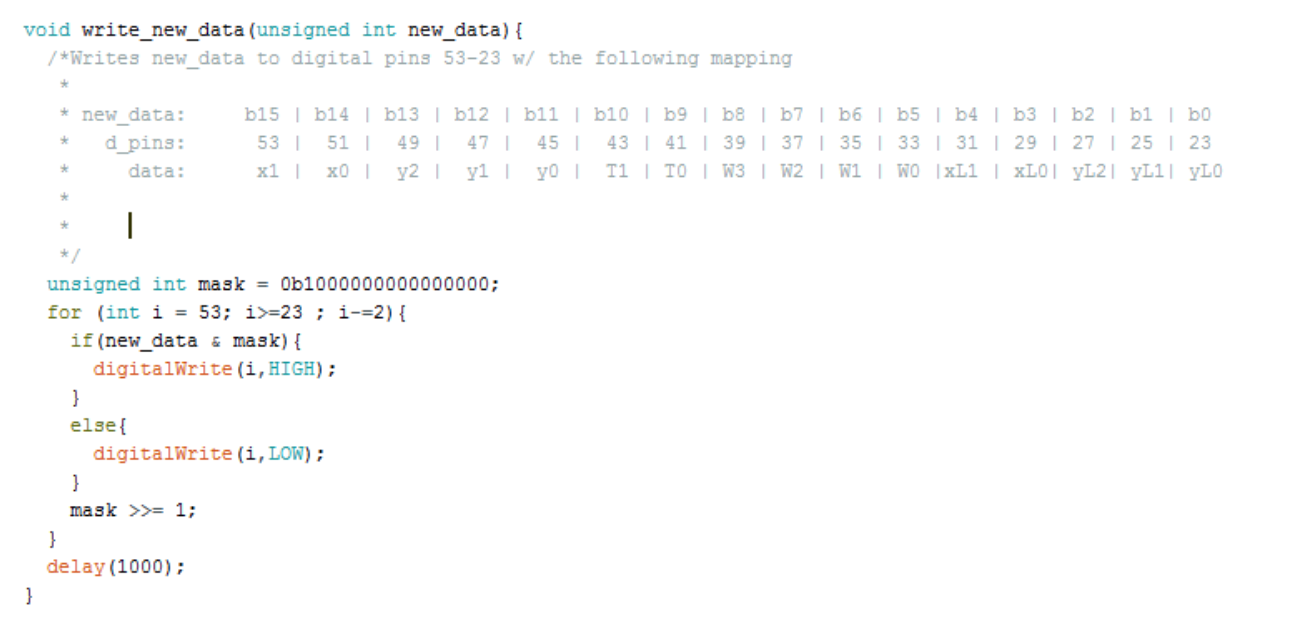 void write_new_data(unsigned int new_data){
/*Writes new_data to digital pins 53-23 w/ the following mapping
*
* new_data: b15 | b14 | b13 | b12 | b11 | b10 | b9 | b8 | b7 | b6 | b5 | b4 | b3 | b2 | b1 | b0
* d_pins: 53 | 51 | 49 | 47 | 45 | 43 | 41 | 39 | 37 | 35 | 33 | 31 | 29 | 27 | 25 | 23
* data: x1 | x0 | y2 | y1 | y0 | T1 | T0 | W3 | W2 | W1 | W0 |xL1 | xL0| yL2| yL1| yL0
*
*
*/
unsigned int mask = 0b1000000000000000;
for (int i = 53; i>=23 ; i-=2){
if(new_data & mask){
digitalWrite(i,HIGH);
}
else{
digitalWrite(i,LOW);
}
mask >>= 1;
}
delay(1000);
}